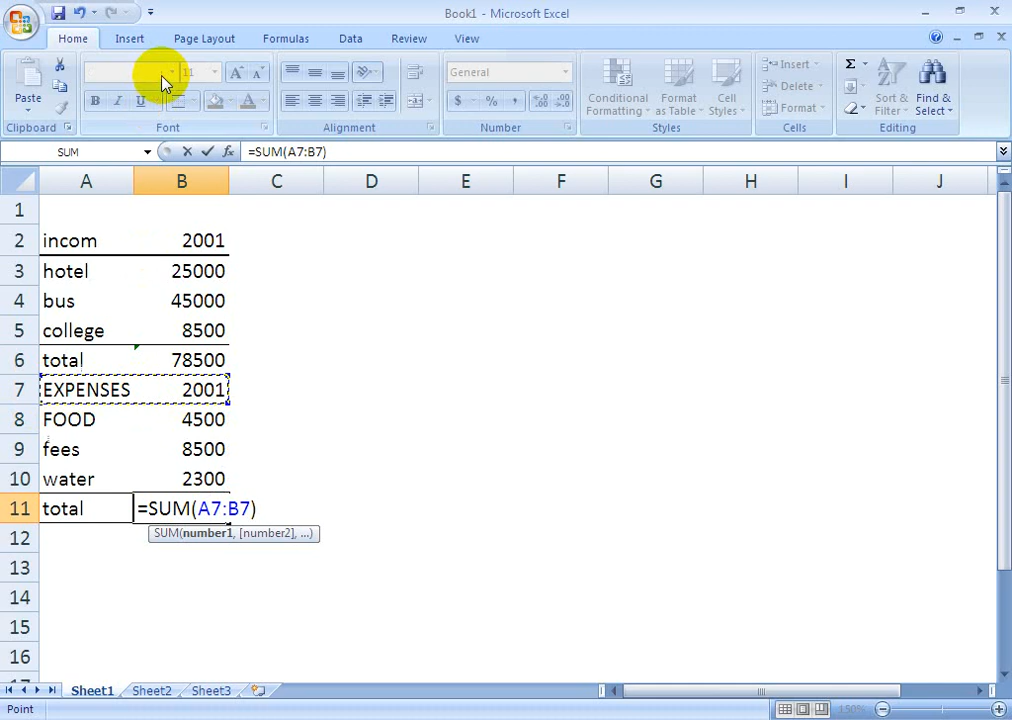 Book1 - Microsoft Excel
Home Insert Page Layout Formulas Data Review View
Paste
11
A A
B I U A
General
$ % ,
Conditional Formatting
Format as Table
Cell Styles
Insert
Delete
Format
Σ
Sort & Filter
Find & Select
Clipboard Font Alignment Number Styles Cells Editing
SUM fx =SUM(A7:B7)
A B C D E F G H I J
1
2 incom 2001
3 hotel 25000
4 bus 45000
5 college 8500
6 total 78500
7 EXPENSES 2001
8 FOOD 4500
9 fees 8500
10 water 2300
11 total =SUM(A7:B7)
SUM(number1, [number2], ...)
12
13
14
15
16
Sheet1 Sheet2 Sheet3
Point 150%